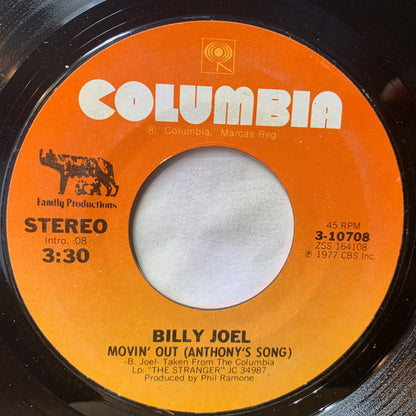 COLUMBIA
® "Columbia," Marcas Reg.
Family Productions
STEREO
Intro. :08
3:30
45 RPM
3-10708
ZSS 164108
℗ 1977 CBS Inc.
BILLY JOEL
MOVIN' OUT (ANTHONY'S SONG)
-B. Joel- Taken From The Columbia
Lp: "THE STRANGER" JC 34987
Produced by Phil Ramone